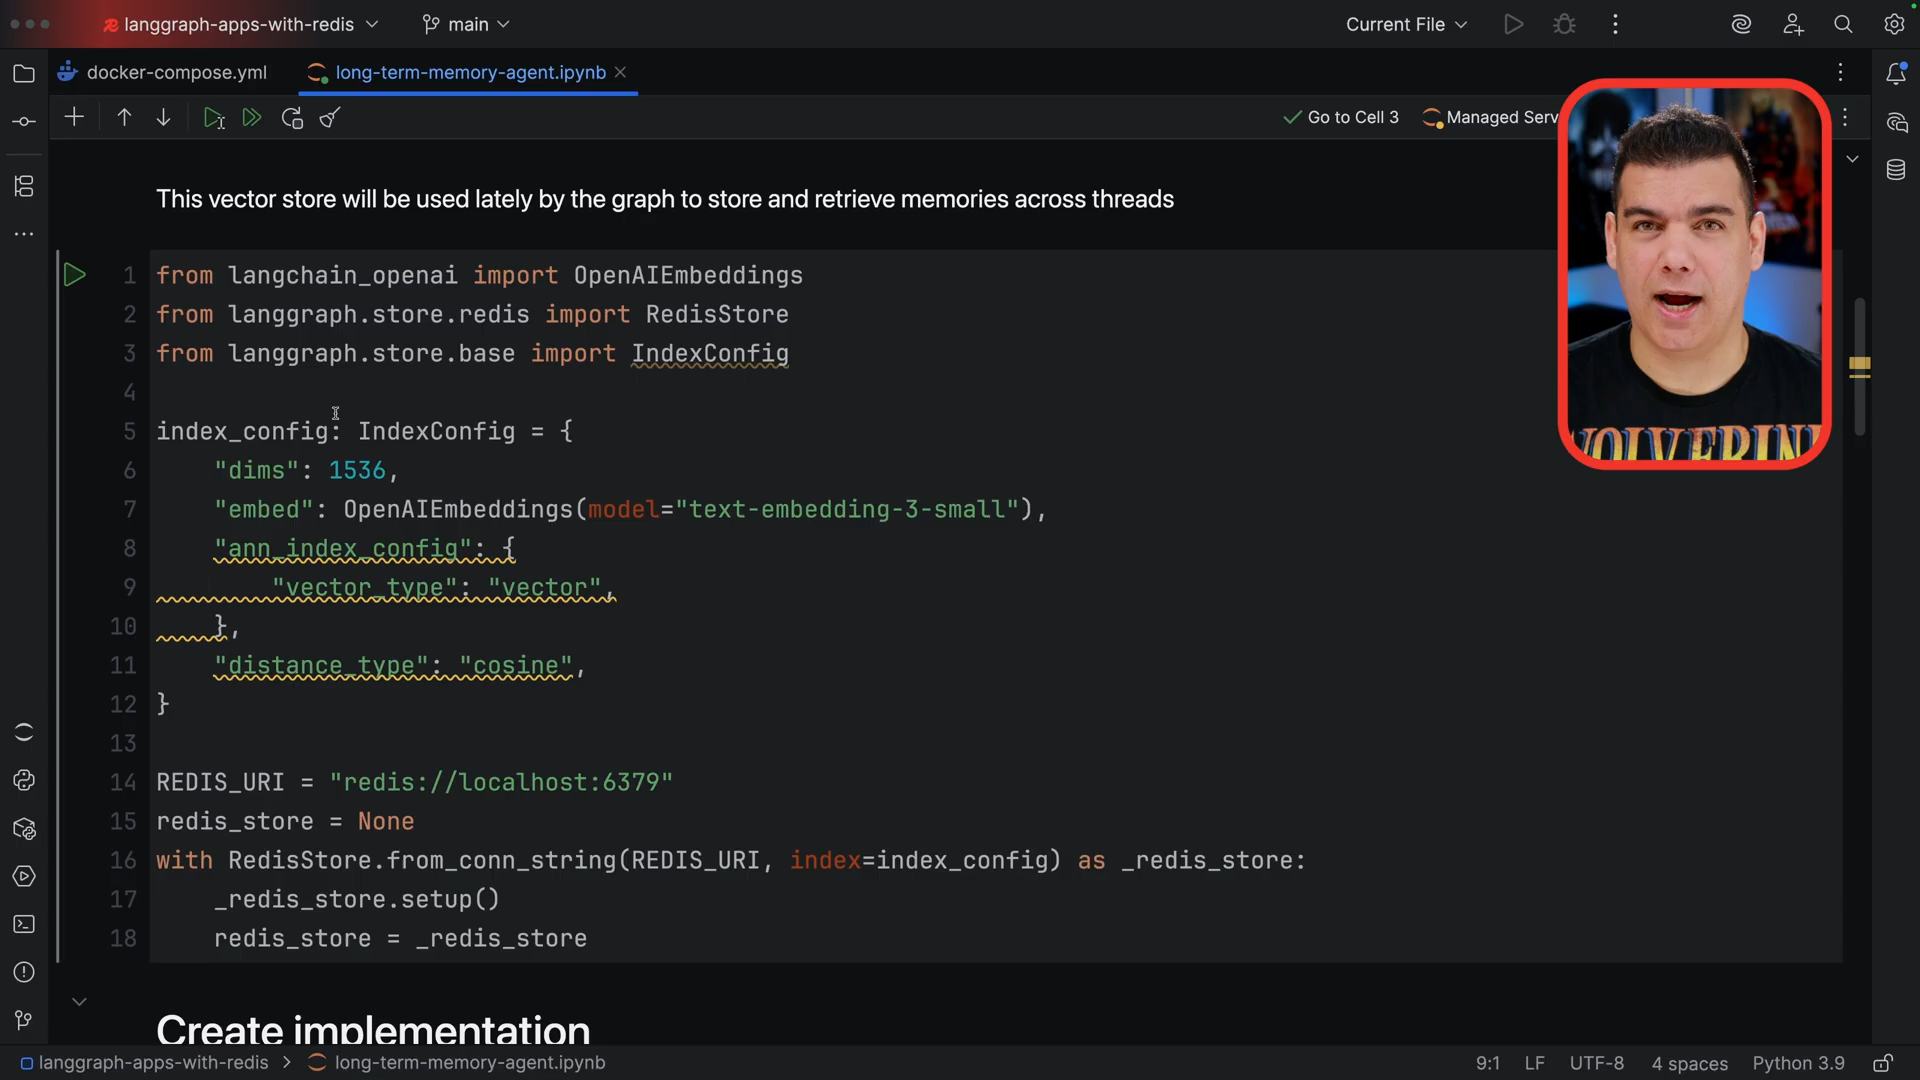 langgraph-apps-with-redis main Current File
docker-compose.yml long-term-memory-agent.ipynb
Go to Cell 3 Managed Serv
This vector store will be used lately by the graph to store and retrieve memories across threads
1 from langchain_openai import OpenAIEmbeddings
2 from langgraph.store.redis import RedisStore
3 from langgraph.store.base import IndexConfig
4
5 index_config: IndexConfig = {
6 "dims": 1536,
7 "embed": OpenAIEmbeddings(model="text-embedding-3-small"),
8 "ann_index_config": {
9 "vector_type": "vector",
10 },
11 "distance_type": "cosine",
12 }
13
14 REDIS_URI = "redis://localhost:6379"
15 redis_store = None
16 with RedisStore.from_conn_string(REDIS_URI, index=index_config) as _redis_store:
17 _redis_store.setup()
18 redis_store = _redis_store
Create implementation
WOLVERINE
langgraph-apps-with-redis > long-term-memory-agent.ipynb 9:1 LF UTF-8 4 spaces Python 3.9